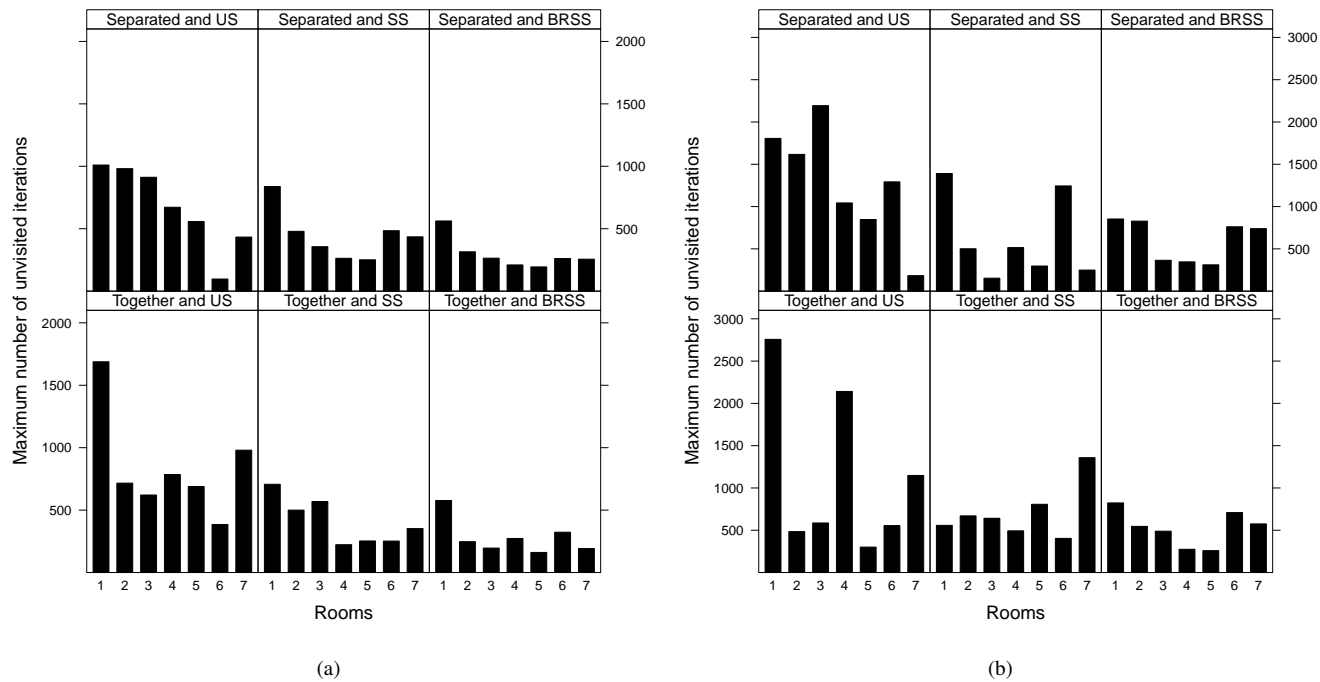 Separated and US Separated and SS Separated and BRSS
2000
1500
1000
500
Together and US Together and SS Together and BRSS
2000
1500
1000
500
1 2 3 4 5 6 7 1 2 3 4 5 6 7 1 2 3 4 5 6 7
Rooms
Maximum number of unvisited iterations
(a)
Separated and US Separated and SS Separated and BRSS
3000
2500
2000
1500
1000
500
Together and US Together and SS Together and BRSS
3000
2500
2000
1500
1000
500
1 2 3 4 5 6 7 1 2 3 4 5 6 7 1 2 3 4 5 6 7
Rooms
Maximum number of unvisited iterations
(b)